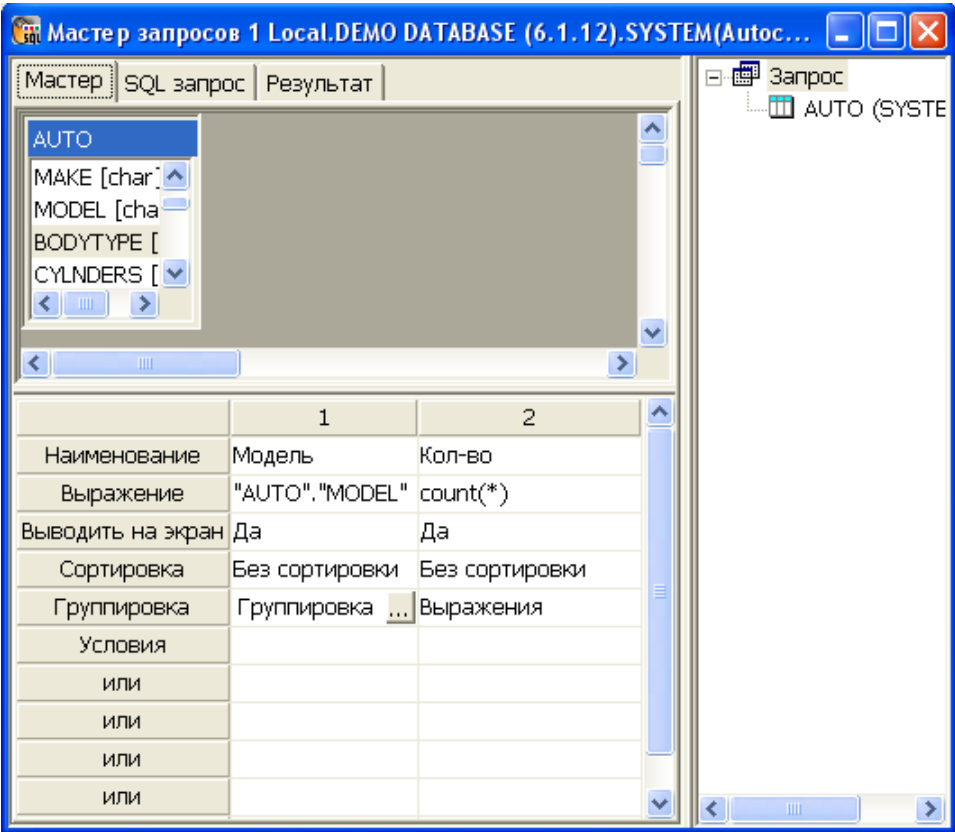 Мастер запросов 1 Local.DEMO DATABASE (6.1.12).SYSTEM(Autoc...
Мастер SQL запрос Результат
AUTO
MAKE [char]
MODEL [cha
BODYTYPE [
CYLNDERS [
1 2
Наименование Модель Кол-во
Выражение "AUTO"."MODEL" count(*)
Выводить на экран Да Да
Сортировка Без сортировки Без сортировки
Группировка Группировка ... Выражения
Условия
или
или
или
или
Запрос
AUTO (SYSTE